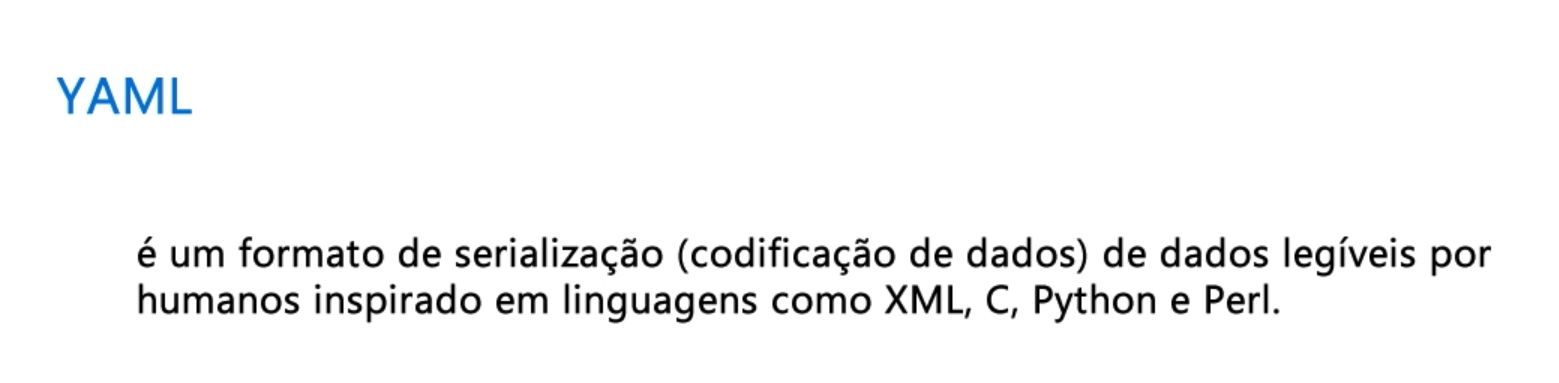 YAML
é um formato de serialização (codificação de dados) de dados legíveis por
humanos inspirado em linguagens como XML, C, Python e Perl.